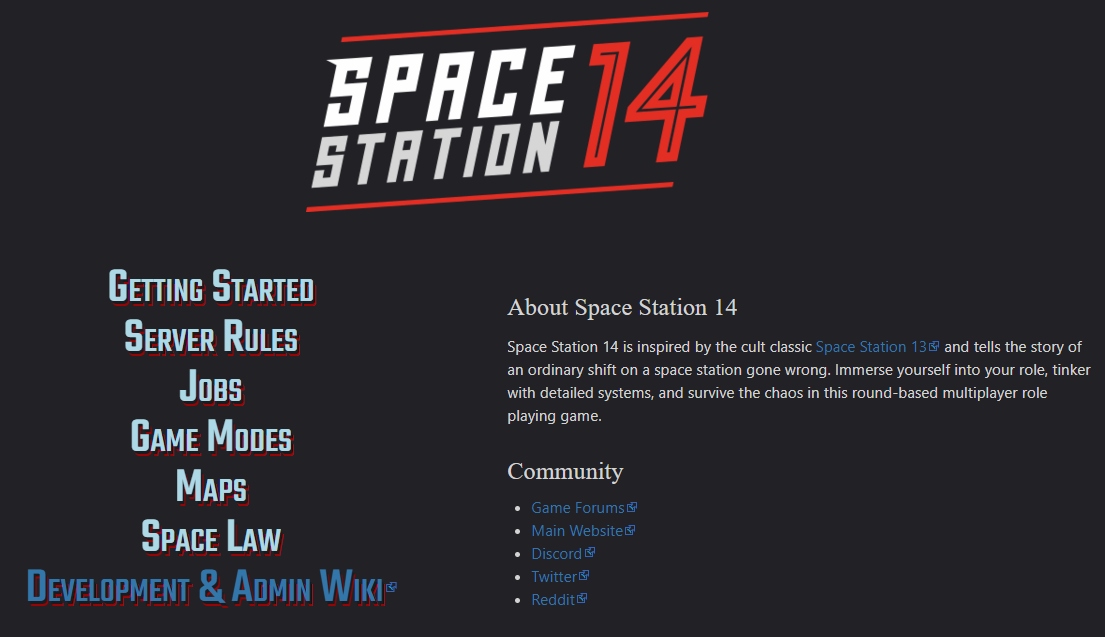 SPACE STATION 14
Getting Started
Server Rules
Jobs
Game Modes
Maps
Space Law
Development & Admin Wiki
About Space Station 14
Space Station 14 is inspired by the cult classic Space Station 13 and tells the story of
an ordinary shift on a space station gone wrong. Immerse yourself into your role, tinker
with detailed systems, and survive the chaos in this round-based multiplayer role
playing game.
Community
Game Forums
Main Website
Discord
Twitter
Reddit